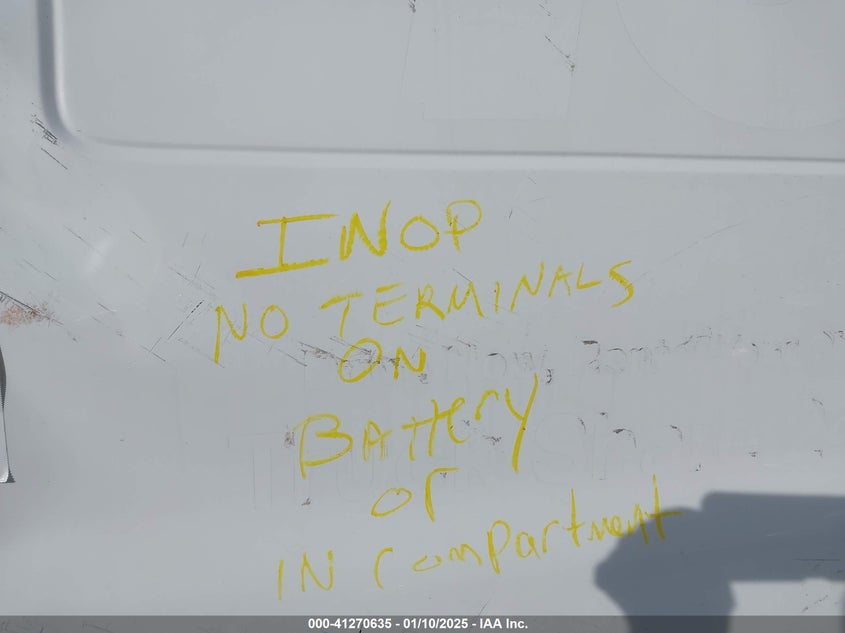 INOP
NO TERMINALS
ON
BAttery
or
IN compartment
000-41270635 - 01/10/2025 - IAA Inc.